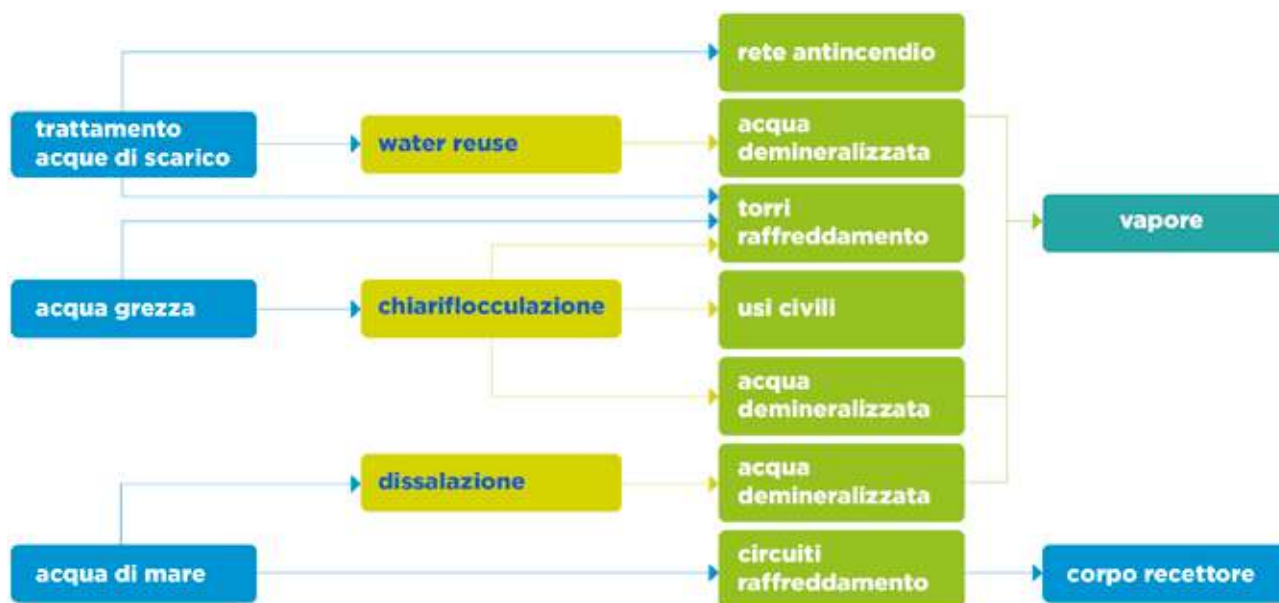 rete antincendio
trattamento
acque di scarico
water reuse
acqua
demineralizzata
torri
raffreddamento
vapore
acqua grezza
chiariflocculazione
usi civili
acqua
demineralizzata
dissalazione
acqua
demineralizzata
acqua di mare
circuiti
raffreddamento
corpo recettore